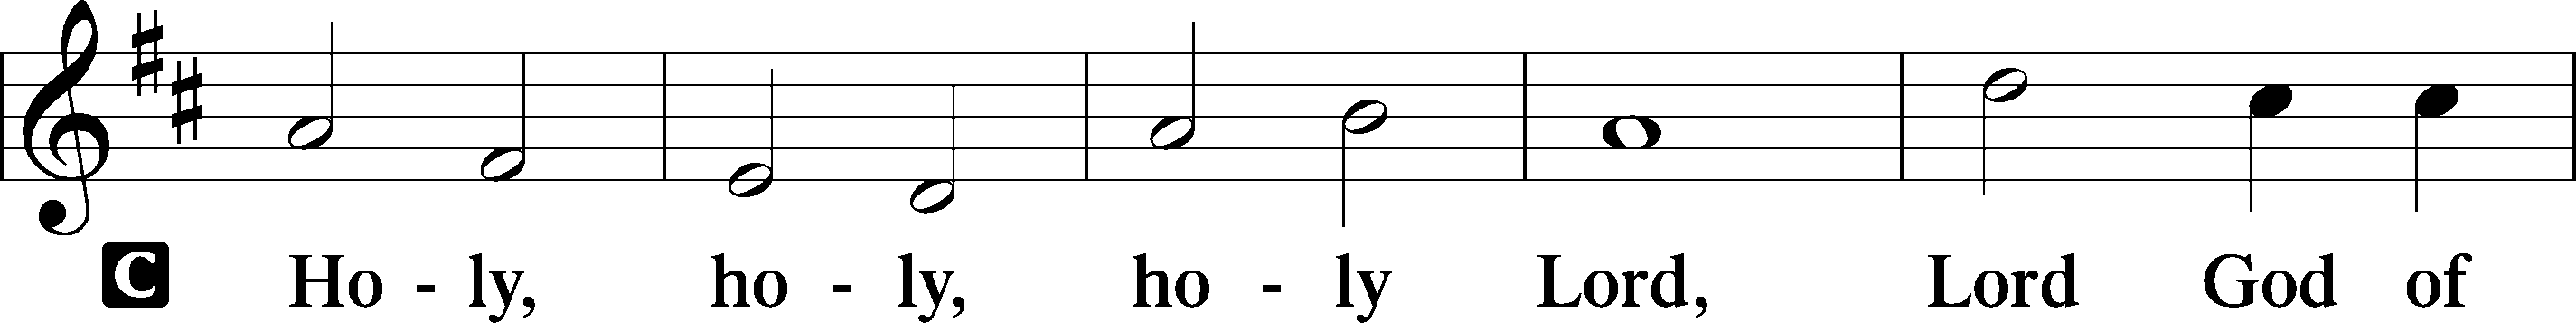 C Ho - ly, ho - ly, ho - ly Lord, Lord God of